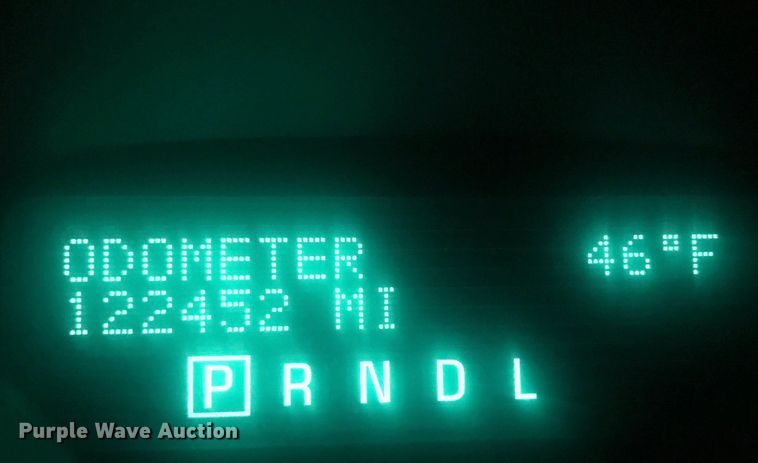 ODOMETER 46°F
122452 MI
P R N D L
Purple Wave Auction